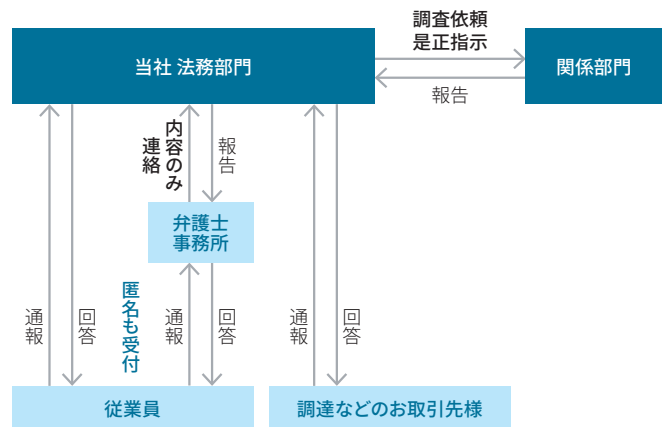 調査依頼
是正指示
当社 法務部門
関係部門
報告
内容のみ
連絡
報告
弁護士
事務所
通報
回答
匿名も受付
通報
回答
通報
回答
従業員
調達などのお取引先様